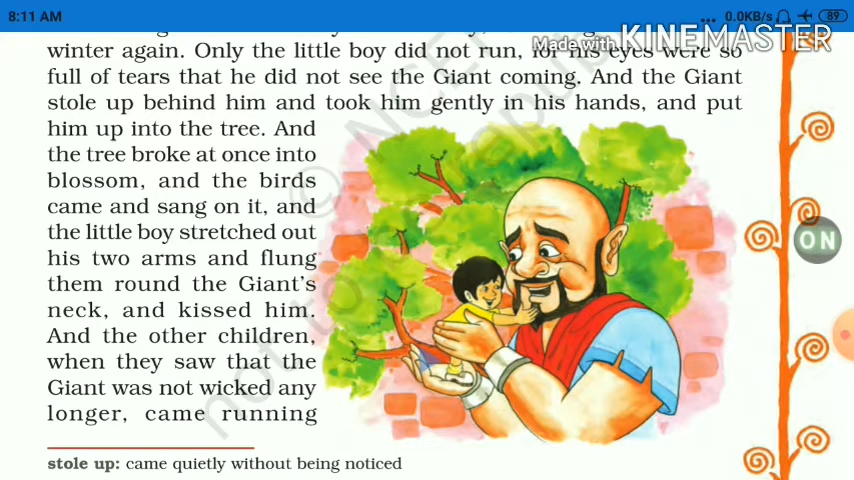 8:11 AM
... 0.0KB/s 89
Made with KINEMASTER
winter again. Only the little boy did not run, for his eyes were so
full of tears that he did not see the Giant coming. And the Giant
stole up behind him and took him gently in his hands, and put
him up into the tree. And
the tree broke at once into
blossom, and the birds
came and sang on it, and
the little boy stretched out
his two arms and flung
them round the Giant's
neck, and kissed him.
And the other children,
when they saw that the
Giant was not wicked any
longer, came running
ON
stole up: came quietly without being noticed